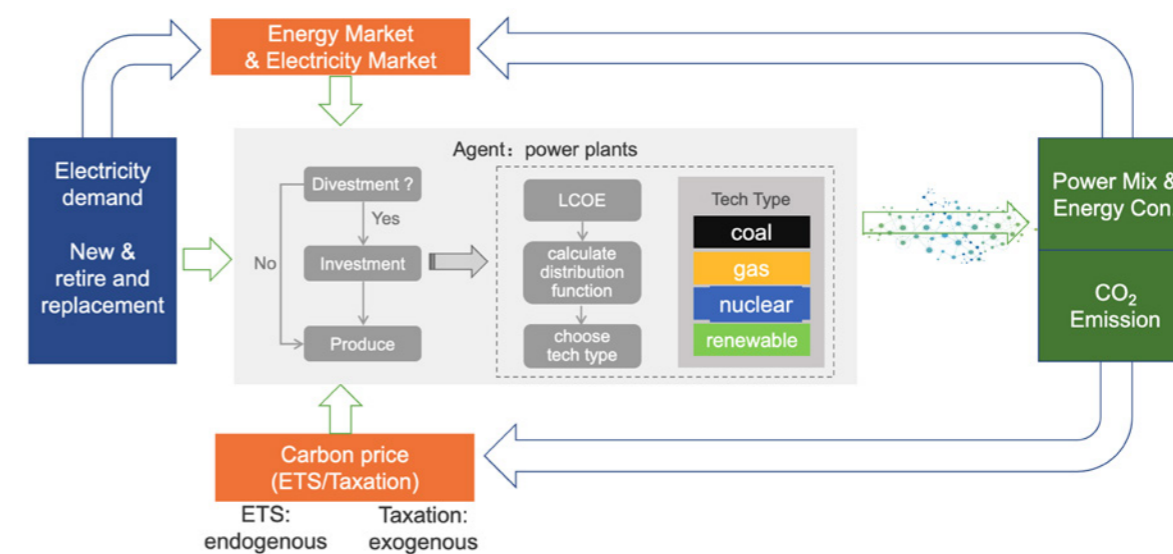 Energy Market
& Electricity Market
Electricity
demand
New &
retire and
replacement
Agent: power plants
Divestment ?
Yes
No
Investment
Produce
LCOE
calculate
distribution
function
choose
tech type
Tech Type
coal
gas
nuclear
renewable
Power Mix &
Energy Con
CO₂
Emission
Carbon price
(ETS/Taxation)
ETS:
endogenous
Taxation:
exogenous